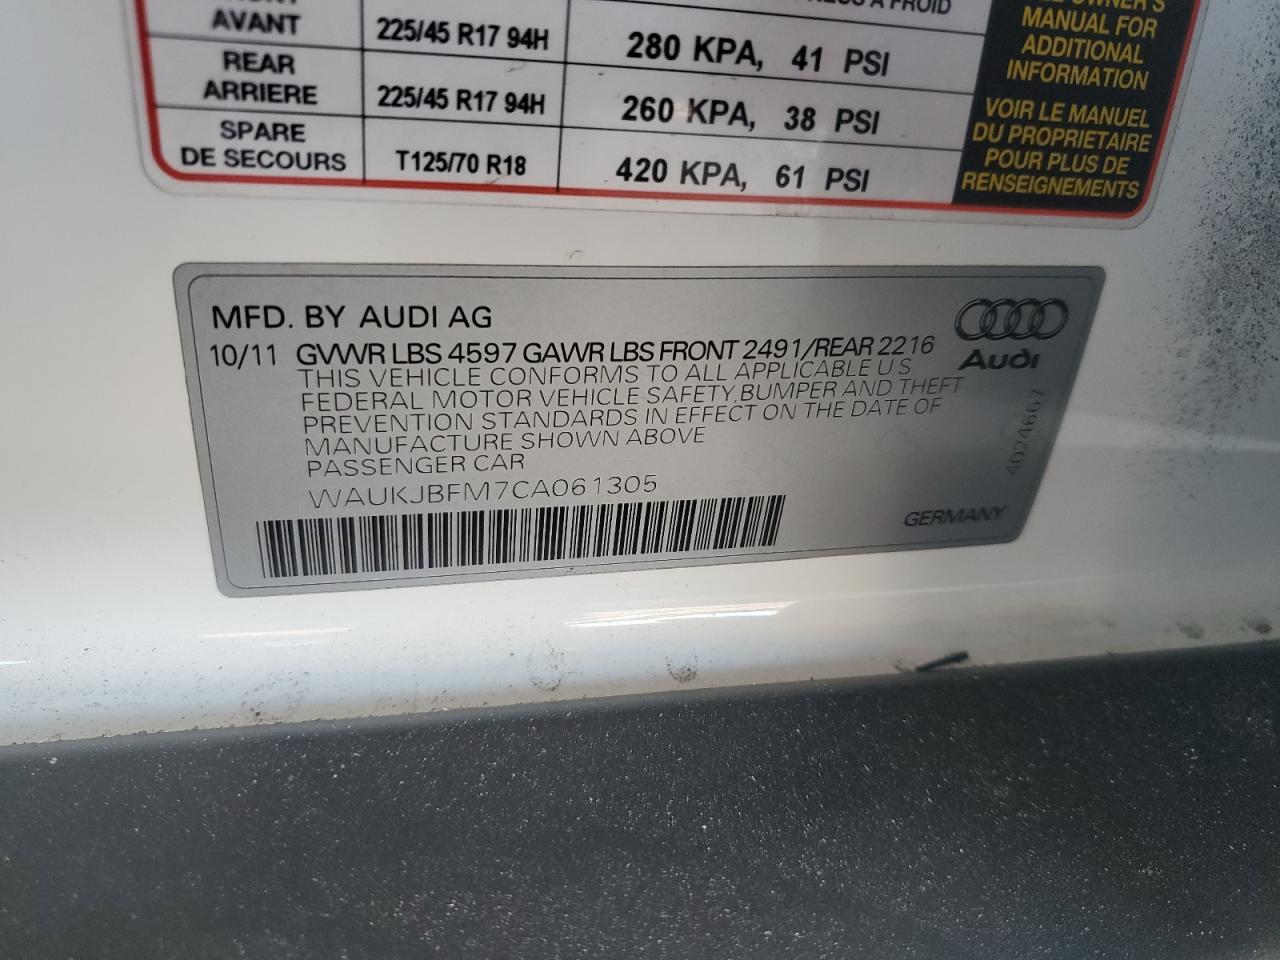 AVANT 225/45 R17 94H 280 KPA, 41 PSI
REAR
ARRIERE 225/45 R17 94H 260 KPA, 38 PSI
SPARE
DE SECOURS T125/70 R18 420 KPA, 61 PSI
A FROID
OWNER'S
MANUAL FOR
ADDITIONAL
INFORMATION
VOIR LE MANUEL
DU PROPRIETAIRE
POUR PLUS DE
RENSEIGNEMENTS
MFD. BY AUDI AG
10/11 GVWR LBS 4597 GAWR LBS FRONT 2491/REAR 2216
THIS VEHICLE CONFORMS TO ALL APPLICABLE U S
FEDERAL MOTOR VEHICLE SAFETY,BUMPER AND THEFT
PREVENTION STANDARDS IN EFFECT ON THE DATE OF
MANUFACTURE SHOWN ABOVE
PASSENGER CAR
WAUKJBFM7CA061305
Audi
4024667
GERMANY